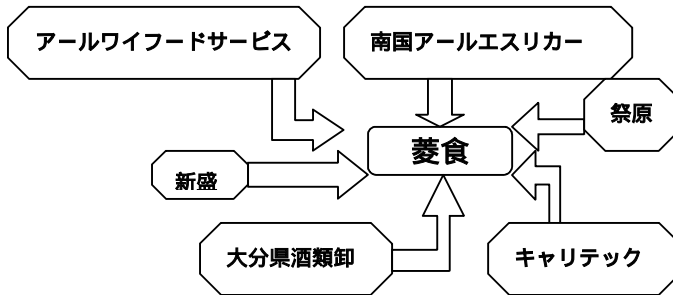 アールワイフードサービス
南国アールエスリカー
祭原
菱食
新盛
大分県酒類卸
キャリテック